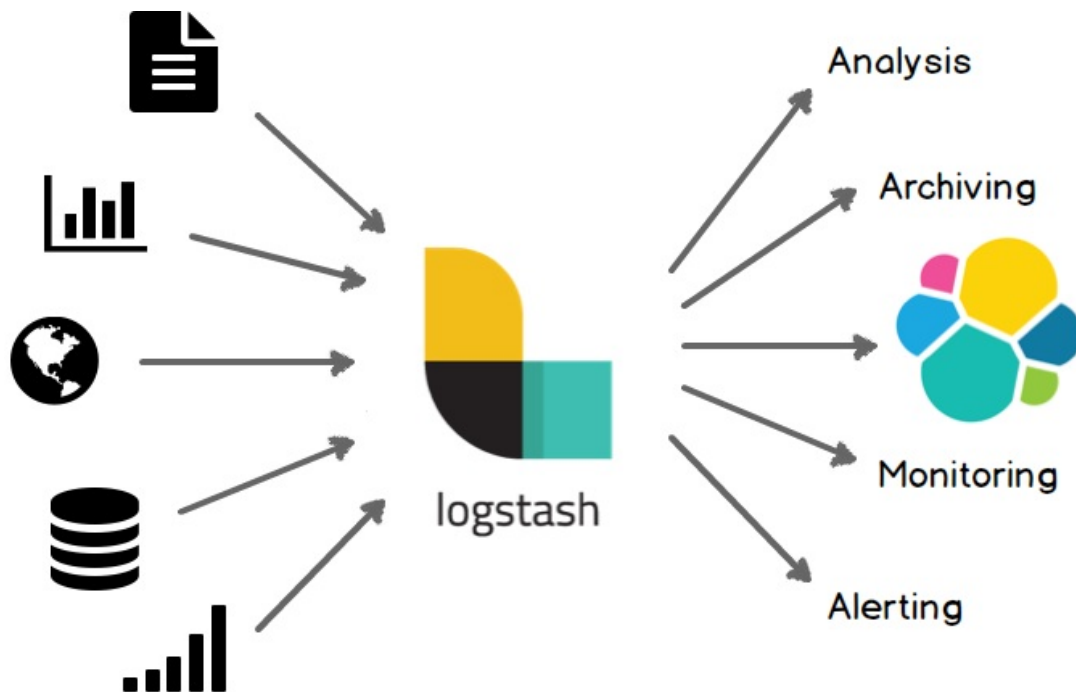 Analysis
Archiving
logstash
Monitoring
Alerting